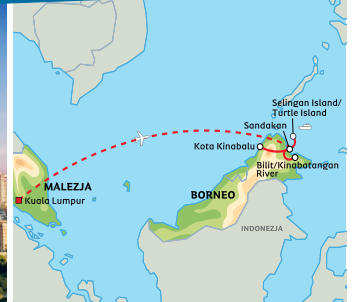 Selingan Island/
Turtle Island
Sandakan
Kota Kinabalu
Bilit/Kinabatangan
River
MALEZJA
BORNEO
Kuala Lumpur
INDONEZJA